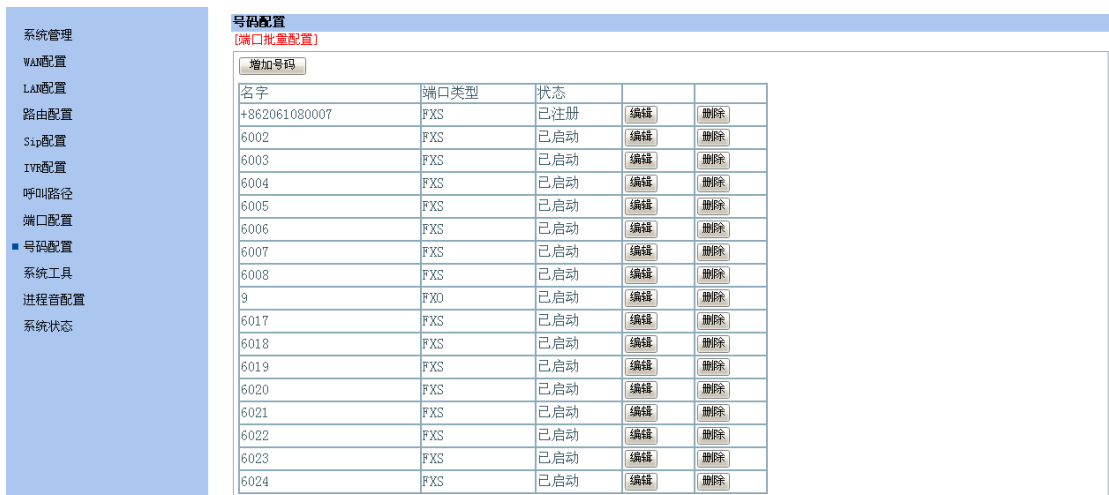 系统管理
WAN配置
LAN配置
路由配置
Sip配置
IVR配置
呼叫路径
端口配置
号码配置
系统工具
进程音配置
系统状态
号码配置
[端口批量配置]
增加号码
名字 端口类型 状态
+862061080007 FXS 已注册 编辑 删除
6002 FXS 已启动 编辑 删除
6003 FXS 已启动 编辑 删除
6004 FXS 已启动 编辑 删除
6005 FXS 已启动 编辑 删除
6006 FXS 已启动 编辑 删除
6007 FXS 已启动 编辑 删除
6008 FXS 已启动 编辑 删除
9 FXO 已启动 编辑 删除
6017 FXS 已启动 编辑 删除
6018 FXS 已启动 编辑 删除
6019 FXS 已启动 编辑 删除
6020 FXS 已启动 编辑 删除
6021 FXS 已启动 编辑 删除
6022 FXS 已启动 编辑 删除
6023 FXS 已启动 编辑 删除
6024 FXS 已启动 编辑 删除